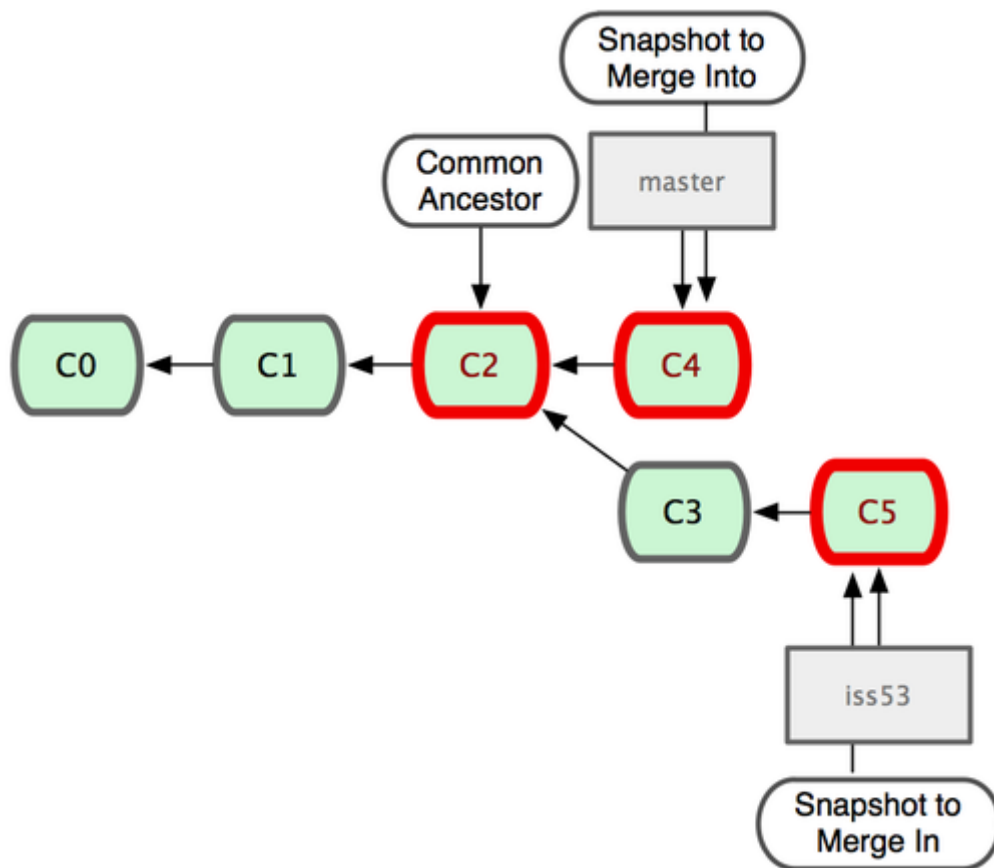 Snapshot to
Merge Into
Common
Ancestor
master
C0
C1
C2
C4
C3
C5
iss53
Snapshot to
Merge In